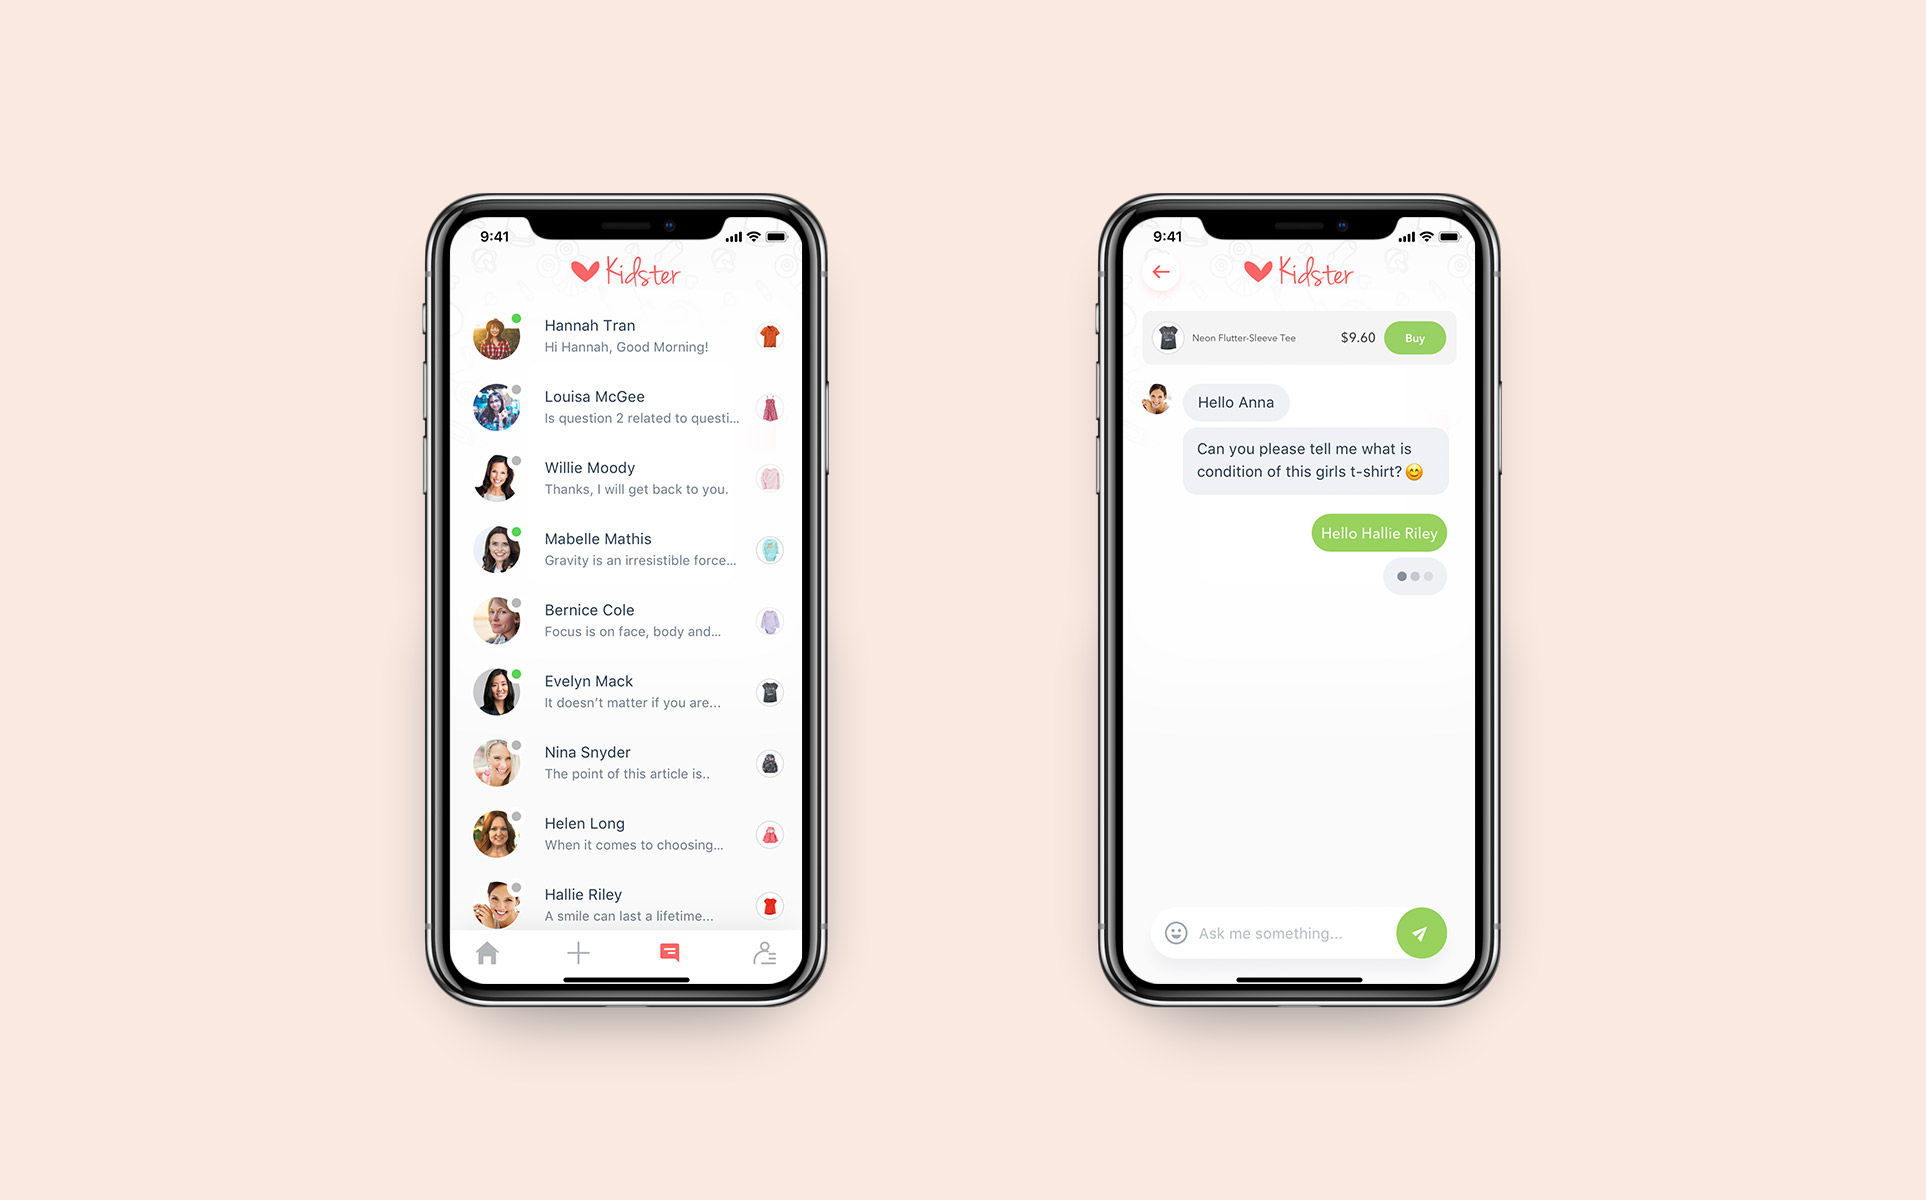 9:41
Kidster
Hannah Tran
Hi Hannah, Good Morning!
Louisa McGee
Is question 2 related to questi...
Willie Moody
Thanks, I will get back to you.
Mabelle Mathis
Gravity is an irresistible force...
Bernice Cole
Focus is on face, body and...
Evelyn Mack
It doesn’t matter if you are...
Nina Snyder
The point of this article is..
Helen Long
When it comes to choosing...
Hallie Riley
A smile can last a lifetime...
9:41
Kidster
Neon Flutter-Sleeve Tee $9.60 Buy
Hello Anna
Can you please tell me what is
condition of this girls t-shirt? 😊
Hello Hallie Riley
Ask me something...